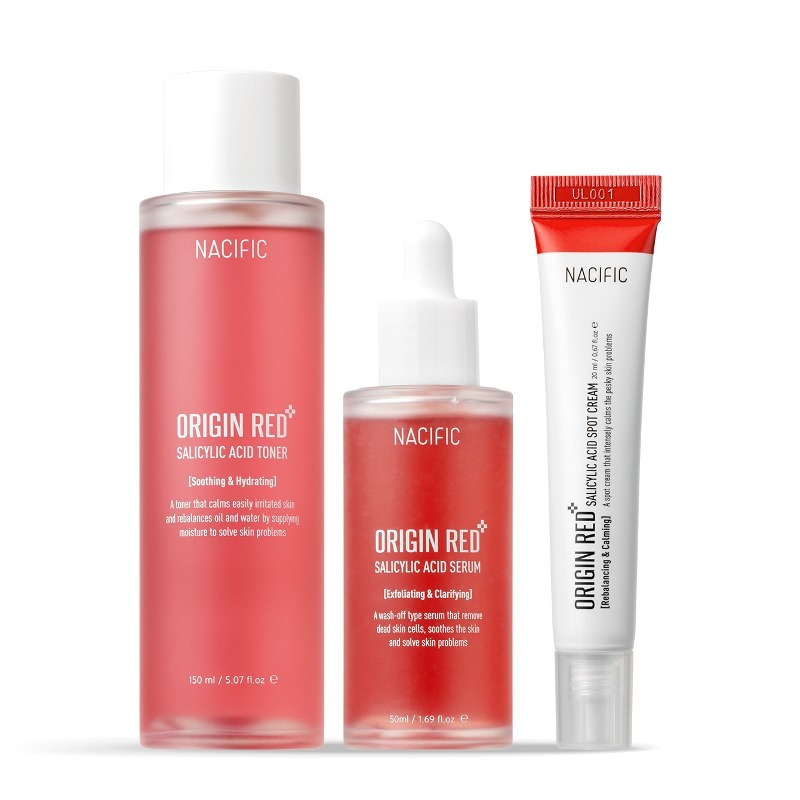 NACIFIC
ORIGIN RED
SALICYLIC ACID TONER
[Soothing & Hydrating]
A toner that calms easily irritated skin
and rebalances oil and water by supplying
moisture to solve skin problems
150 ml / 5.07 fl.oz ℮
NACIFIC
ORIGIN RED
SALICYLIC ACID SERUM
[Exfoliating & Clarifying]
A wash-off type serum that remove
dead skin cells, soothes the skin
and solve skin problems
50ml / 1.69 fl.oz ℮
UL001
NACIFIC
ORIGIN RED SALICYLIC ACID SPOT CREAM 20 ml / 0.67 fl.oz ℮
[Rebalancing & Calming] A spot cream that intensely calms the pesky skin problems